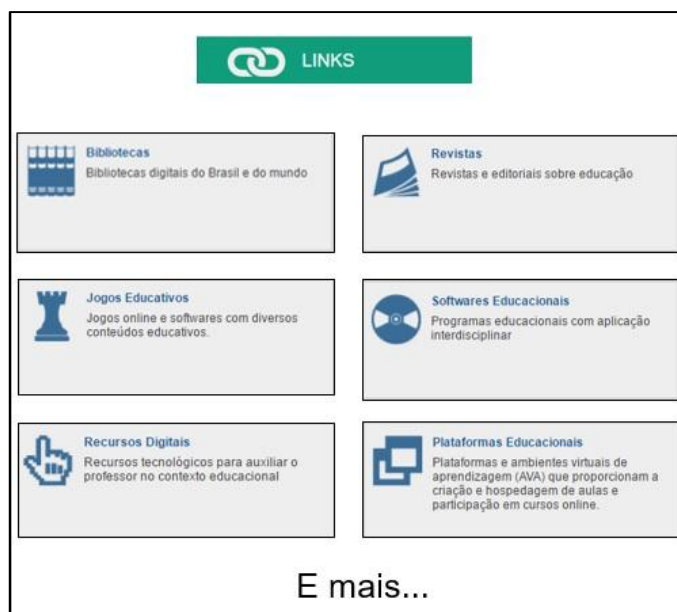 LINKS
Bibliotecas
Bibliotecas digitais do Brasil e do mundo
Revistas
Revistas e editoriais sobre educação
Jogos Educativos
Jogos online e softwares com diversos
conteúdos educativos.
Softwares Educacionais
Programas educacionais com aplicação
interdisciplinar
Recursos Digitais
Recursos tecnológicos para auxiliar o
professor no contexto educacional
Plataformas Educacionais
Plataformas e ambientes virtuais de
aprendizagem (AVA) que proporcionam a
criação e hospedagem de aulas e
participação em cursos online.
E mais...